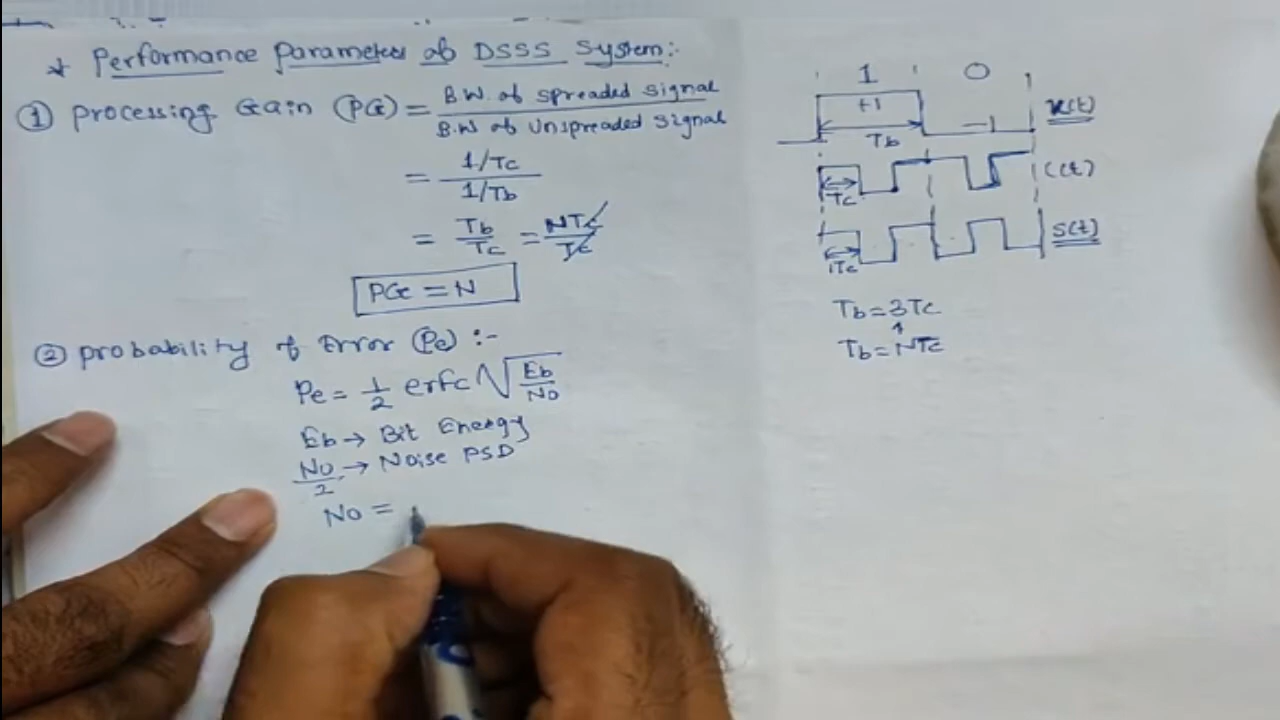 * Performance Parameters of DSSS System:-
① Processing Gain (PG) = B.W. of Spreaded Signal / B.W of Unspreaded Signal
= 1/Tc / 1/Tb
= Tb/Tc = NTc/Tc
PG = N
② Probability of Error (Pe) :-
Pe = 1/2 erfc √(Eb/No)
Eb → Bit Energy
No/2 → Noise PSD
No =
1 0
+1 -1 x(t)
Tb
c(t)
Tc
s(t)
Tc
Tb = 3Tc
↑
Tb = NTc